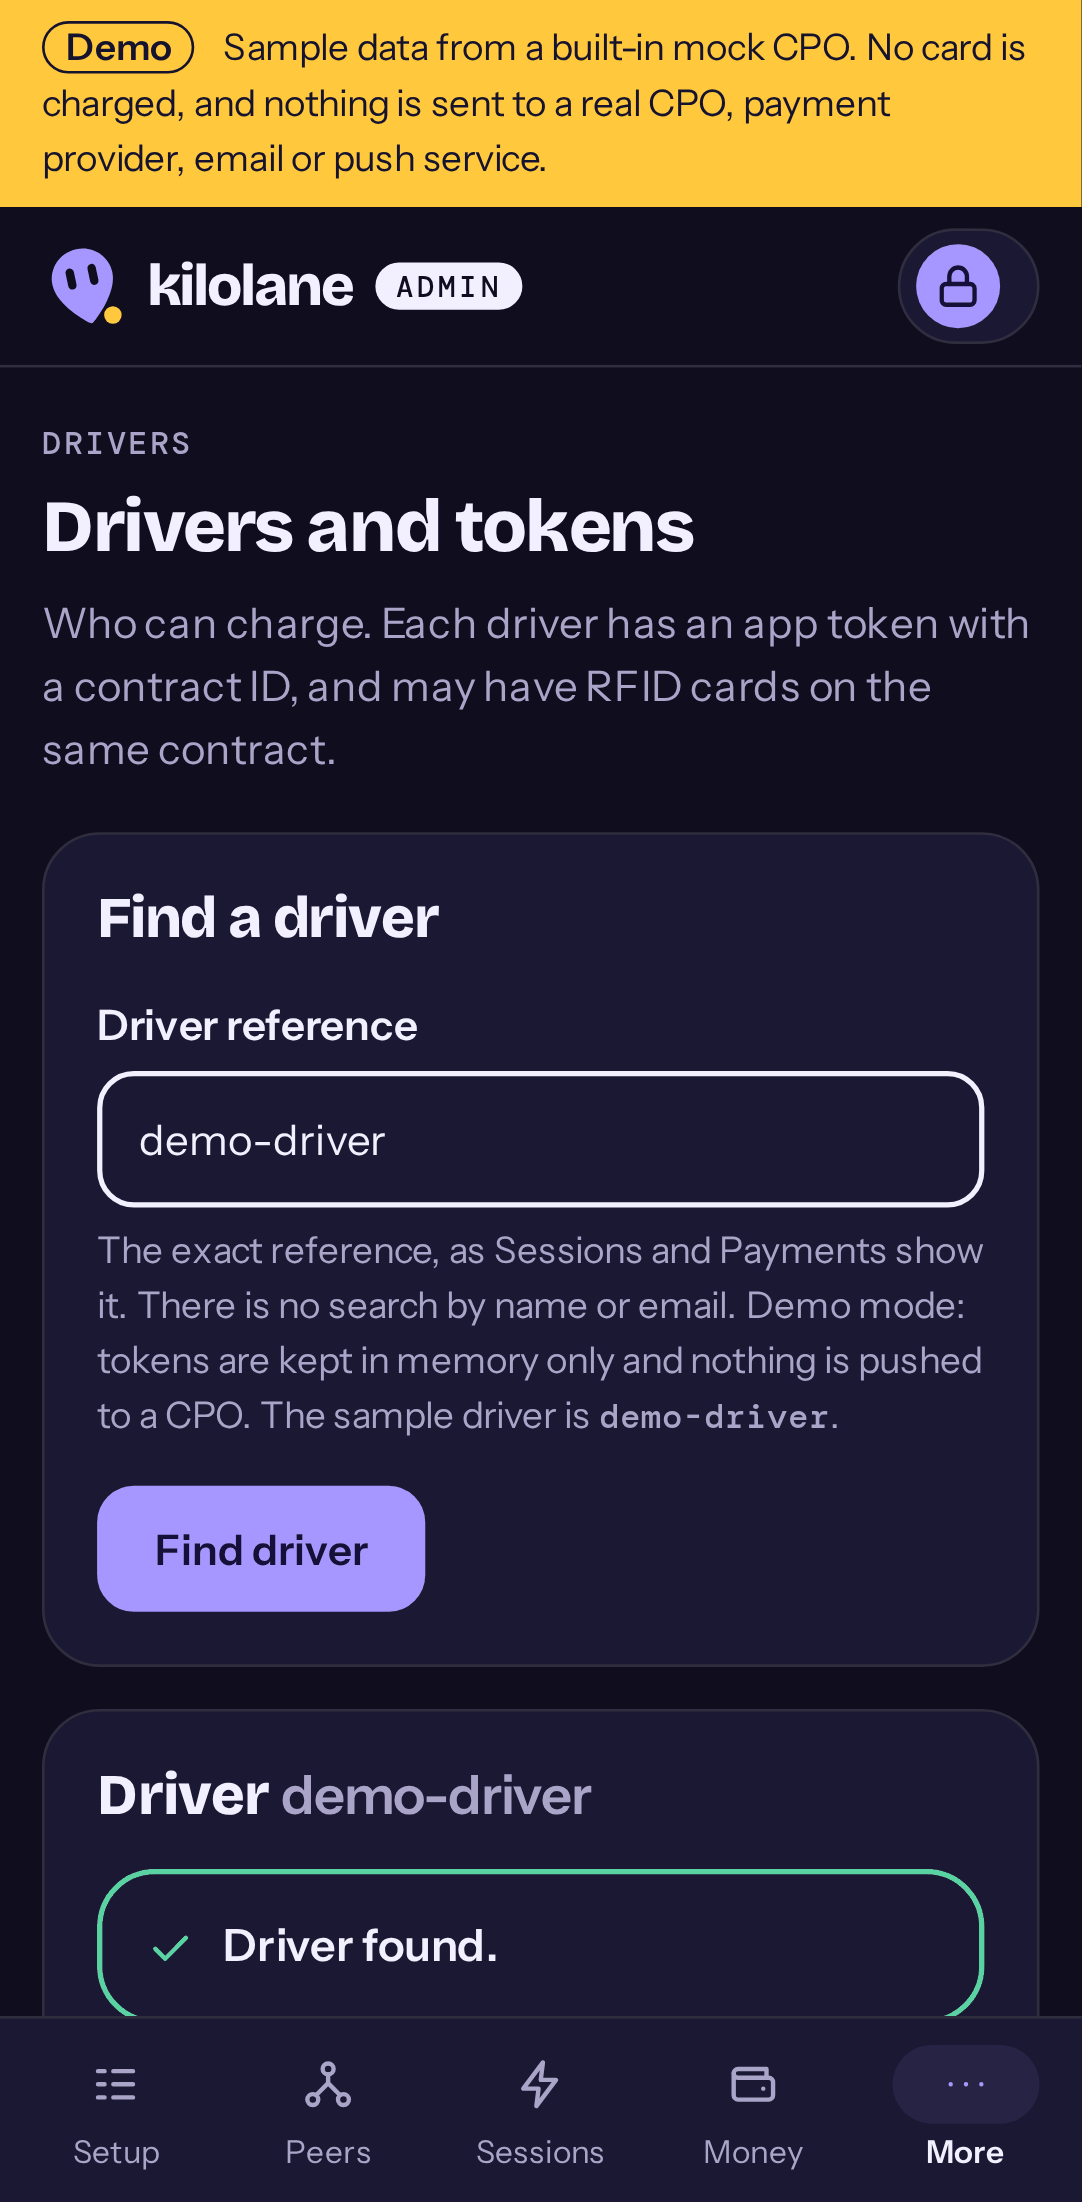 Demo Sample data from a built-in mock CPO. No card is
charged, and nothing is sent to a real CPO, payment
provider, email or push service.
kilolane ADMIN
DRIVERS
Drivers and tokens
Who can charge. Each driver has an app token with
a contract ID, and may have RFID cards on the
same contract.
Find a driver
Driver reference
demo-driver
The exact reference, as Sessions and Payments show
it. There is no search by name or email. Demo mode:
tokens are kept in memory only and nothing is pushed
to a CPO. The sample driver is demo-driver.
Find driver
Driver demo-driver
Driver found.
Setup Peers Sessions Money More